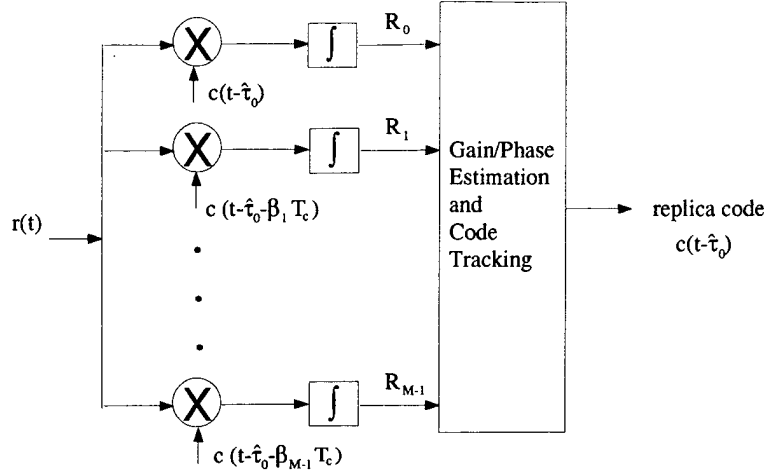 X
∫
R₀
c(t-τ̂₀)
X
∫
R₁
c (t-τ̂₀-β₁ T_c)
r(t)
Gain/Phase
Estimation
and
Code
Tracking
replica code
c(t-τ̂₀)
X
∫
R_{M-1}
c (t-τ̂₀-β_{M-1} T_c)